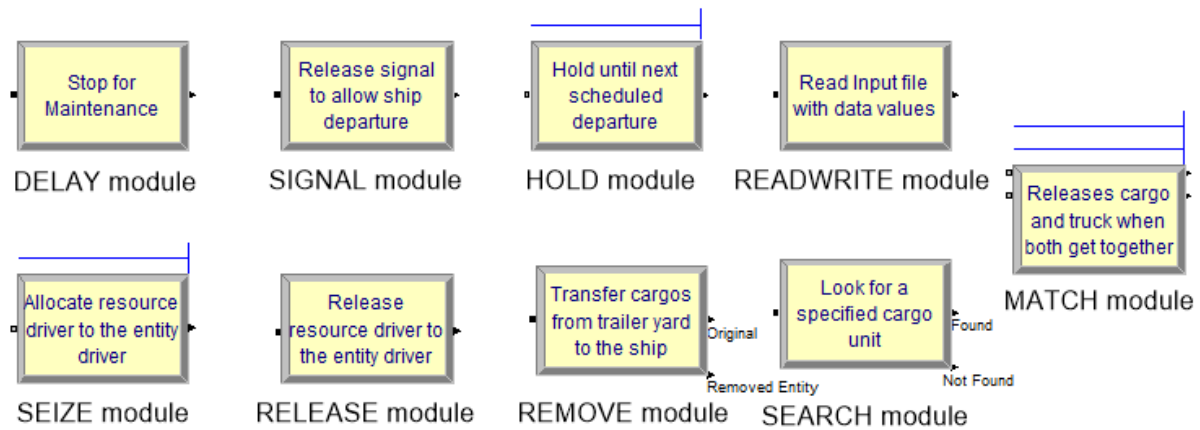 Stop for
Maintenance
DELAY module
Release signal
to allow ship
departure
SIGNAL module
Hold until next
scheduled
departure
HOLD module
Read Input file
with data values
READWRITE module
Releases cargo
and truck when
both get together
MATCH module
Allocate resource
driver to the entity
driver
SEIZE module
Release
resource driver to
the entity driver
RELEASE module
Transfer cargos
from trailer yard
to the ship
Original
Removed Entity
REMOVE module
Look for a
specified cargo
unit
Found
Not Found
SEARCH module